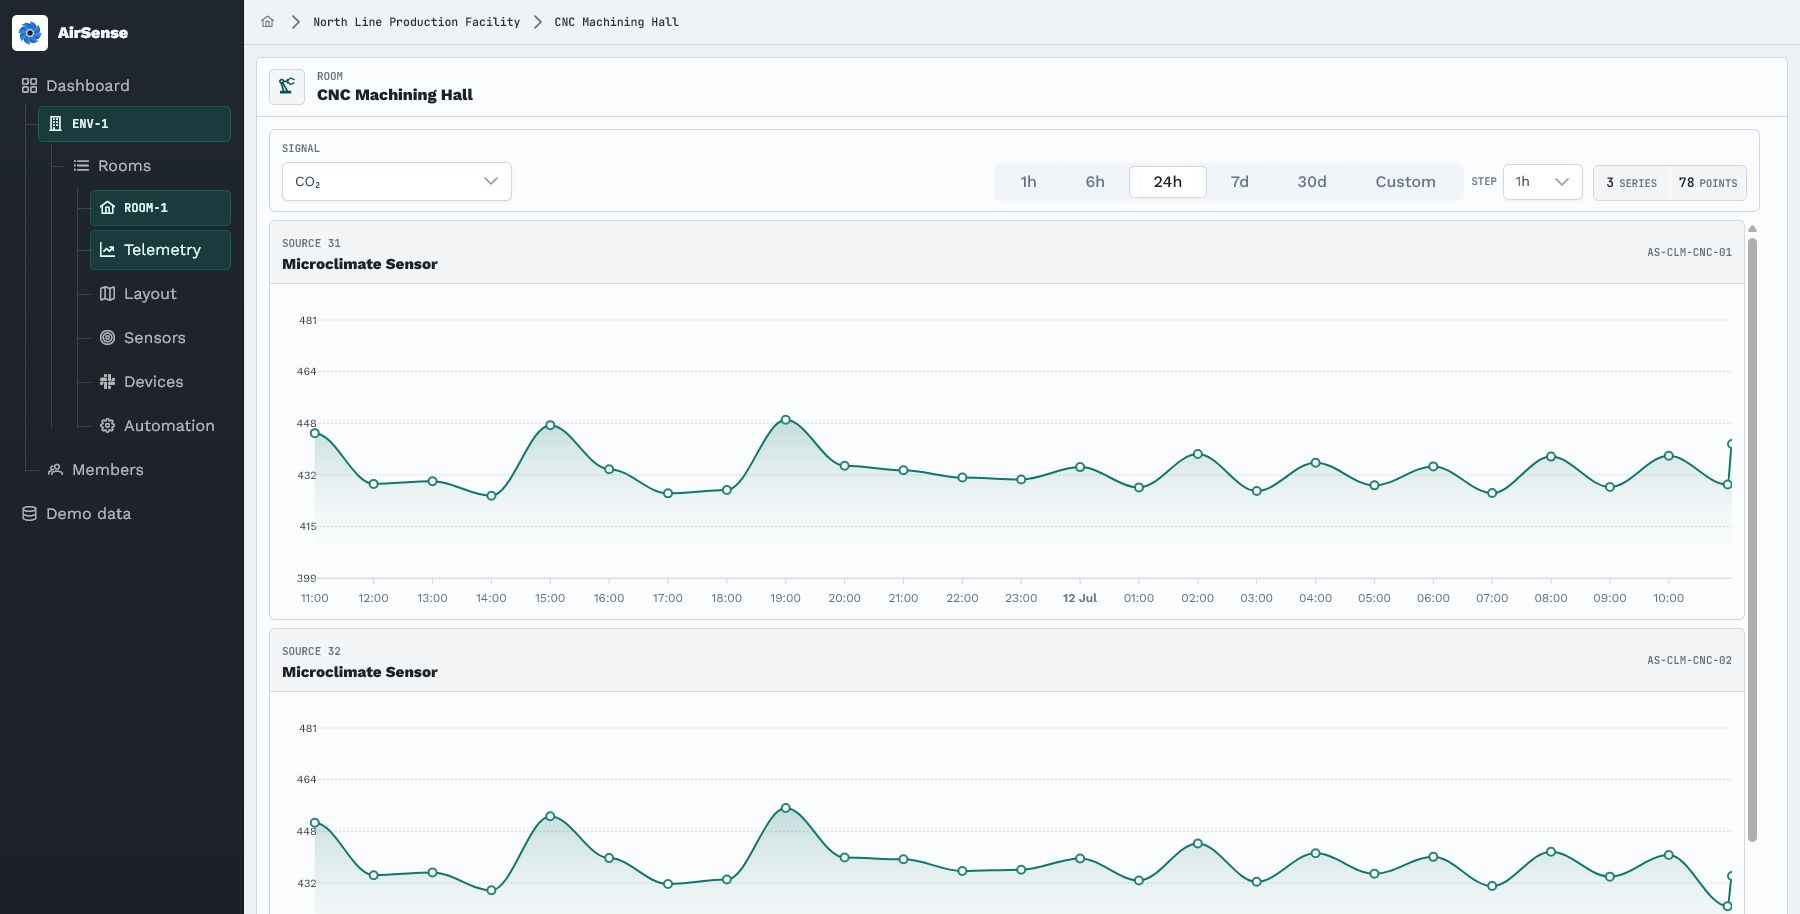 AirSense
Dashboard
ENV-1
Rooms
ROOM-1
Telemetry
Layout
Sensors
Devices
Automation
Members
Demo data
North Line Production Facility
CNC Machining Hall
ROOM
CNC Machining Hall
SIGNAL
CO₂
1h
6h
24h
7d
30d
Custom
STEP
1h
3 SERIES
78 POINTS
SOURCE 31
Microclimate Sensor
AS-CLM-CNC-01
481
464
448
432
415
399
11:00 12:00 13:00 14:00 15:00 16:00 17:00 18:00 19:00 20:00 21:00 22:00 23:00 12 Jul 01:00 02:00 03:00 04:00 05:00 06:00 07:00 08:00 09:00 10:00
SOURCE 32
Microclimate Sensor
AS-CLM-CNC-02
481
464
448
432